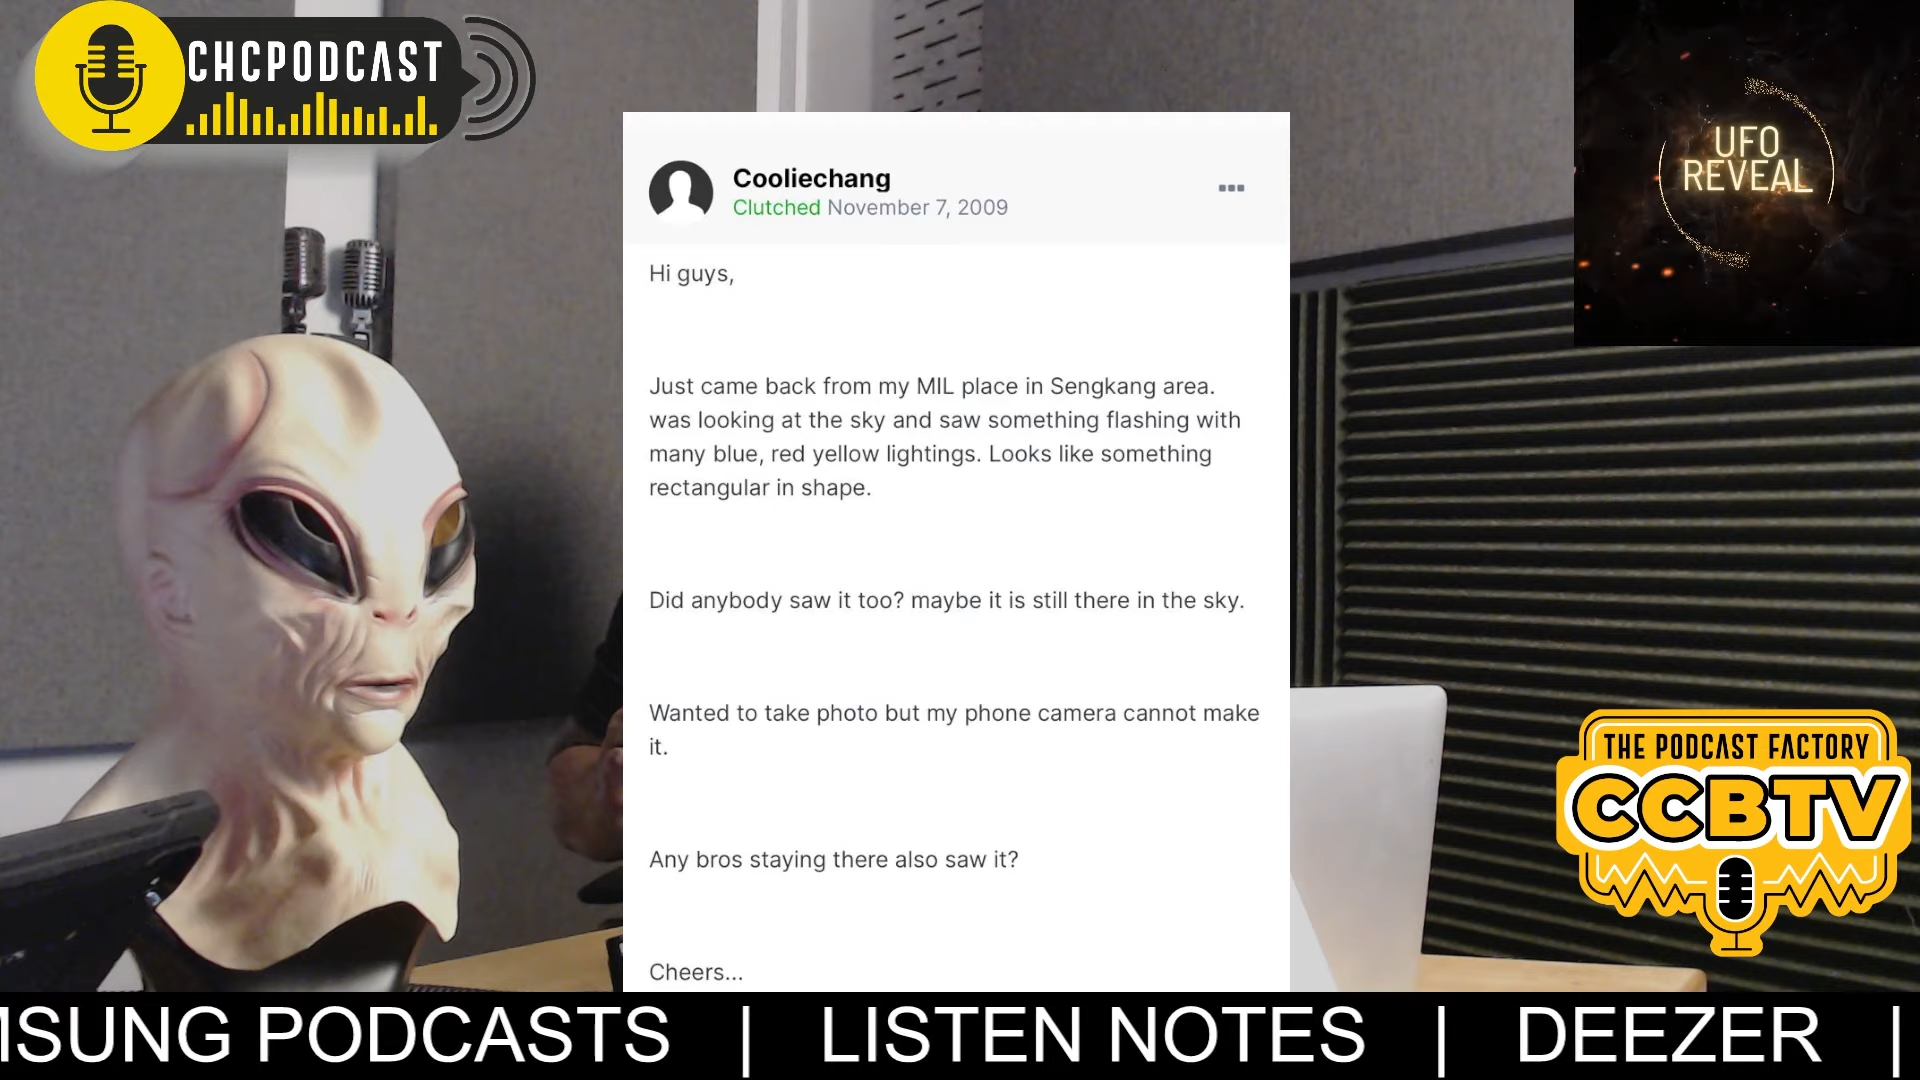 CHCPODCAST
UFO
REVEAL
Cooliechang
Clutched November 7, 2009
Hi guys,
Just came back from my MIL place in Sengkang area.
was looking at the sky and saw something flashing with
many blue, red yellow lightings. Looks like something
rectangular in shape.
Did anybody saw it too? maybe it is still there in the sky.
Wanted to take photo but my phone camera cannot make
it.
Any bros staying there also saw it?
Cheers...
THE PODCAST FACTORY
CCBTV
MSUNG PODCASTS | LISTEN NOTES | DEEZER |